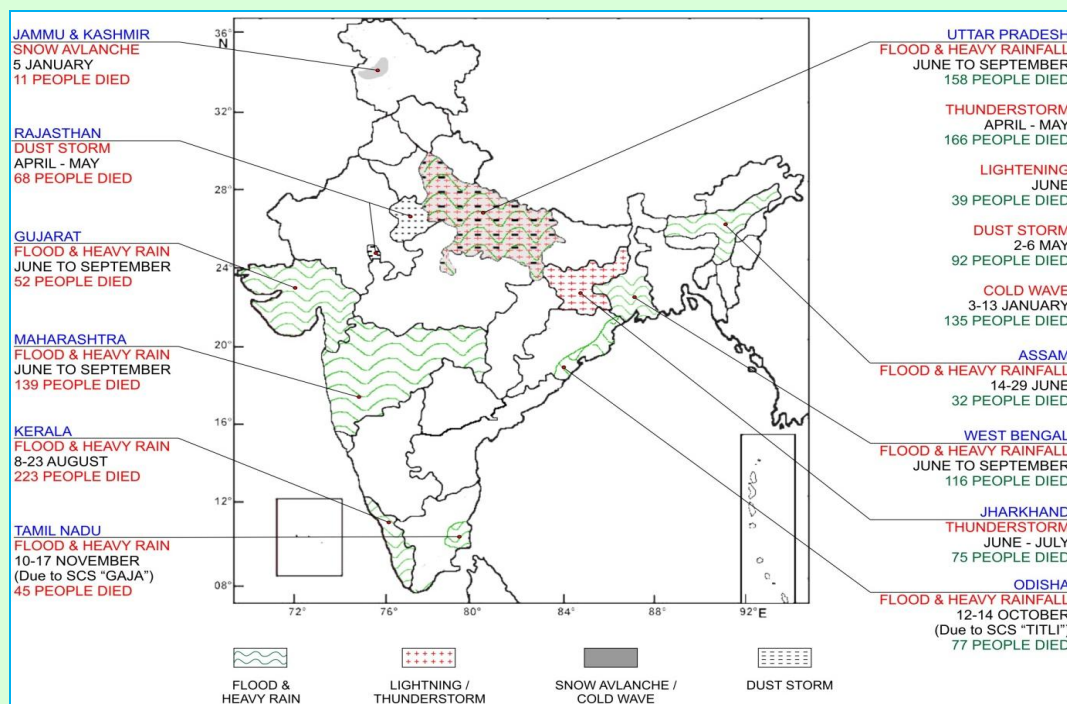 JAMMU & KASHMIR
SNOW AVLANCHE
5 JANUARY
11 PEOPLE DIED
RAJASTHAN
DUST STORM
APRIL - MAY
68 PEOPLE DIED
GUJARAT
FLOOD & HEAVY RAIN
JUNE TO SEPTEMBER
52 PEOPLE DIED
MAHARASHTRA
FLOOD & HEAVY RAIN
JUNE TO SEPTEMBER
139 PEOPLE DIED
KERALA
FLOOD & HEAVY RAIN
8-23 AUGUST
223 PEOPLE DIED
TAMIL NADU
FLOOD & HEAVY RAIN
10-17 NOVEMBER
(Due to SCS “GAJA”)
45 PEOPLE DIED
36°
N
32°
28°
24°
20°
16°
12°
08°
72°
76°
80°
84°
88°
92°E
UTTAR PRADESH
FLOOD & HEAVY RAINFALL
JUNE TO SEPTEMBER
158 PEOPLE DIED
THUNDERSTORM
APRIL - MAY
166 PEOPLE DIED
LIGHTENING
JUNE
39 PEOPLE DIED
DUST STORM
2-6 MAY
92 PEOPLE DIED
COLD WAVE
3-13 JANUARY
135 PEOPLE DIED
ASSAM
FLOOD & HEAVY RAINFALL
14-29 JUNE
32 PEOPLE DIED
WEST BENGAL
FLOOD & HEAVY RAINFALL
JUNE TO SEPTEMBER
116 PEOPLE DIED
JHARKHAND
THUNDERSTORM
JUNE - JULY
75 PEOPLE DIED
ODISHA
FLOOD & HEAVY RAINFALL
12-14 OCTOBER
(Due to SCS “TITLI”)
77 PEOPLE DIED
FLOOD &
HEAVY RAIN
LIGHTNING /
THUNDERSTORM
SNOW AVLANCHE /
COLD WAVE
DUST STORM